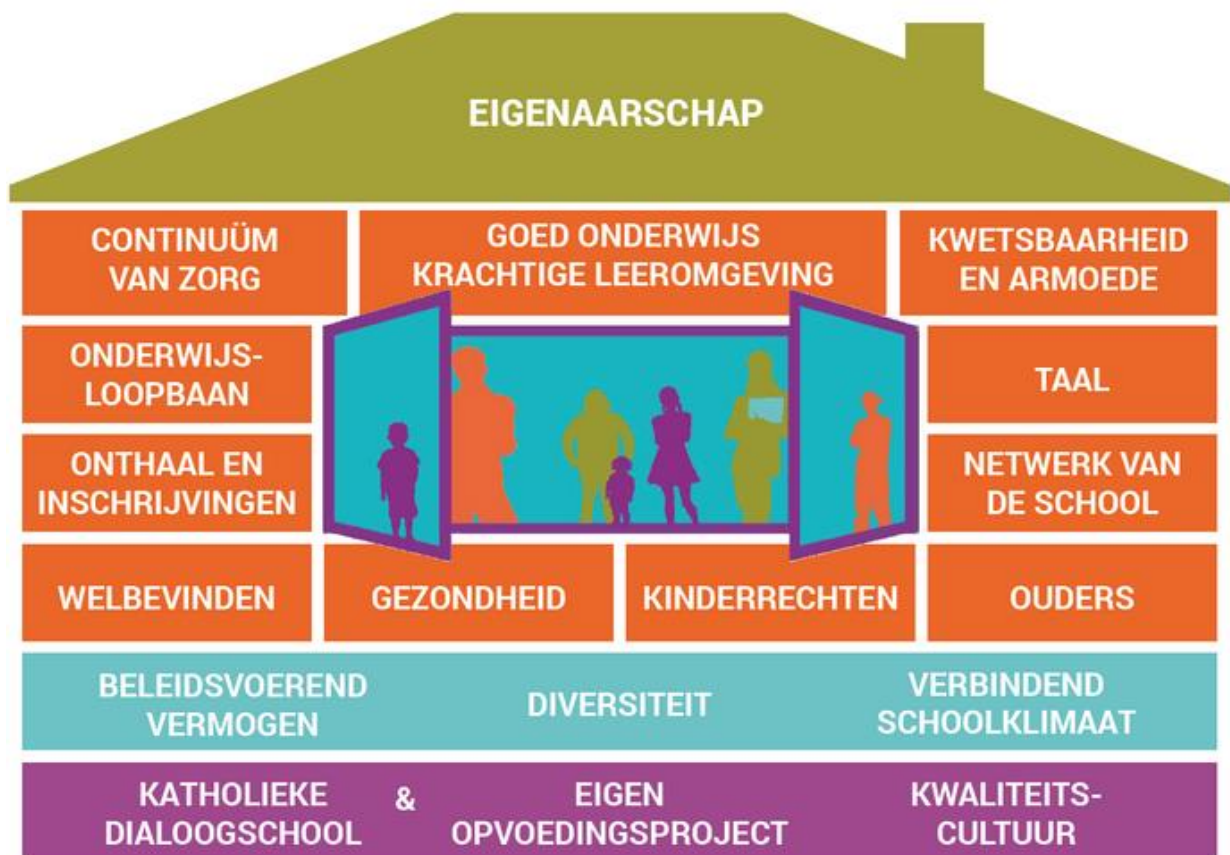 EIGENAARSCHAP
CONTINUÜM
VAN ZORG
GOED ONDERWIJS
KRACHTIGE LEEROMGEVING
KWETSBAARHEID
EN ARMOEDE
ONDERWIJS-
LOOPBAAN
TAAL
ONTHAAL EN
INSCHRIJVINGEN
NETWERK VAN
DE SCHOOL
WELBEVINDEN
GEZONDHEID
KINDERRECHTEN
OUDERS
BELEIDSVOEREND
VERMOGEN
DIVERSITEIT
VERBINDEND
SCHOOLKLIMAAT
KATHOLIEKE
DIALOOGSCHOOL
&
EIGEN
OPVOEDINGSPROJECT
KWALITEITS-
CULTUUR